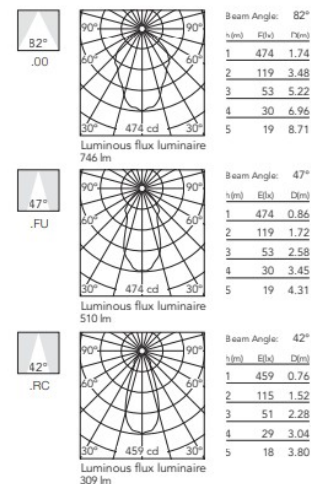 82°
.00
90° 90°
60° 60°
30° 474 cd 30°
Luminous flux luminaire
746 lm
Beam Angle: 82°
h(m) E(lx) D(m)
1 474 1.74
2 119 3.48
3 53 5.22
4 30 6.96
5 19 8.71
47°
.FU
90° 90°
60° 60°
30° 474 cd 30°
Luminous flux luminaire
510 lm
Beam Angle: 47°
h(m) E(lx) D(m)
1 474 0.86
2 119 1.72
3 53 2.58
4 30 3.45
5 19 4.31
42°
.RC
90° 90°
60° 60°
30° 459 cd 30°
Luminous flux luminaire
309 lm
Beam Angle: 42°
h(m) E(lx) D(m)
1 459 0.76
2 115 1.52
3 51 2.28
4 29 3.04
5 18 3.80